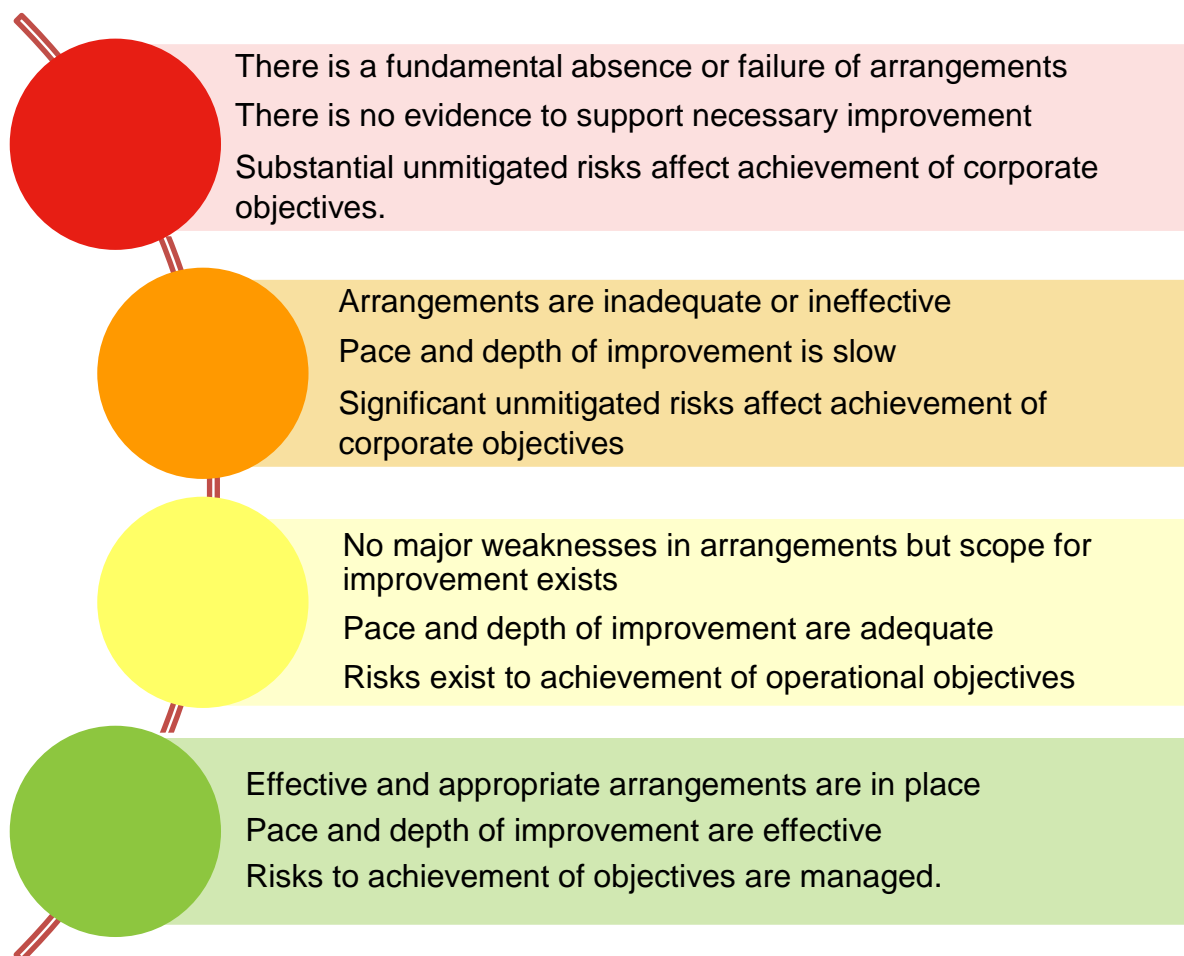 There is a fundamental absence or failure of arrangements
There is no evidence to support necessary improvement
Substantial unmitigated risks affect achievement of corporate
objectives.
Arrangements are inadequate or ineffective
Pace and depth of improvement is slow
Significant unmitigated risks affect achievement of
corporate objectives
No major weaknesses in arrangements but scope for
improvement exists
Pace and depth of improvement are adequate
Risks exist to achievement of operational objectives
Effective and appropriate arrangements are in place
Pace and depth of improvement are effective
Risks to achievement of objectives are managed.